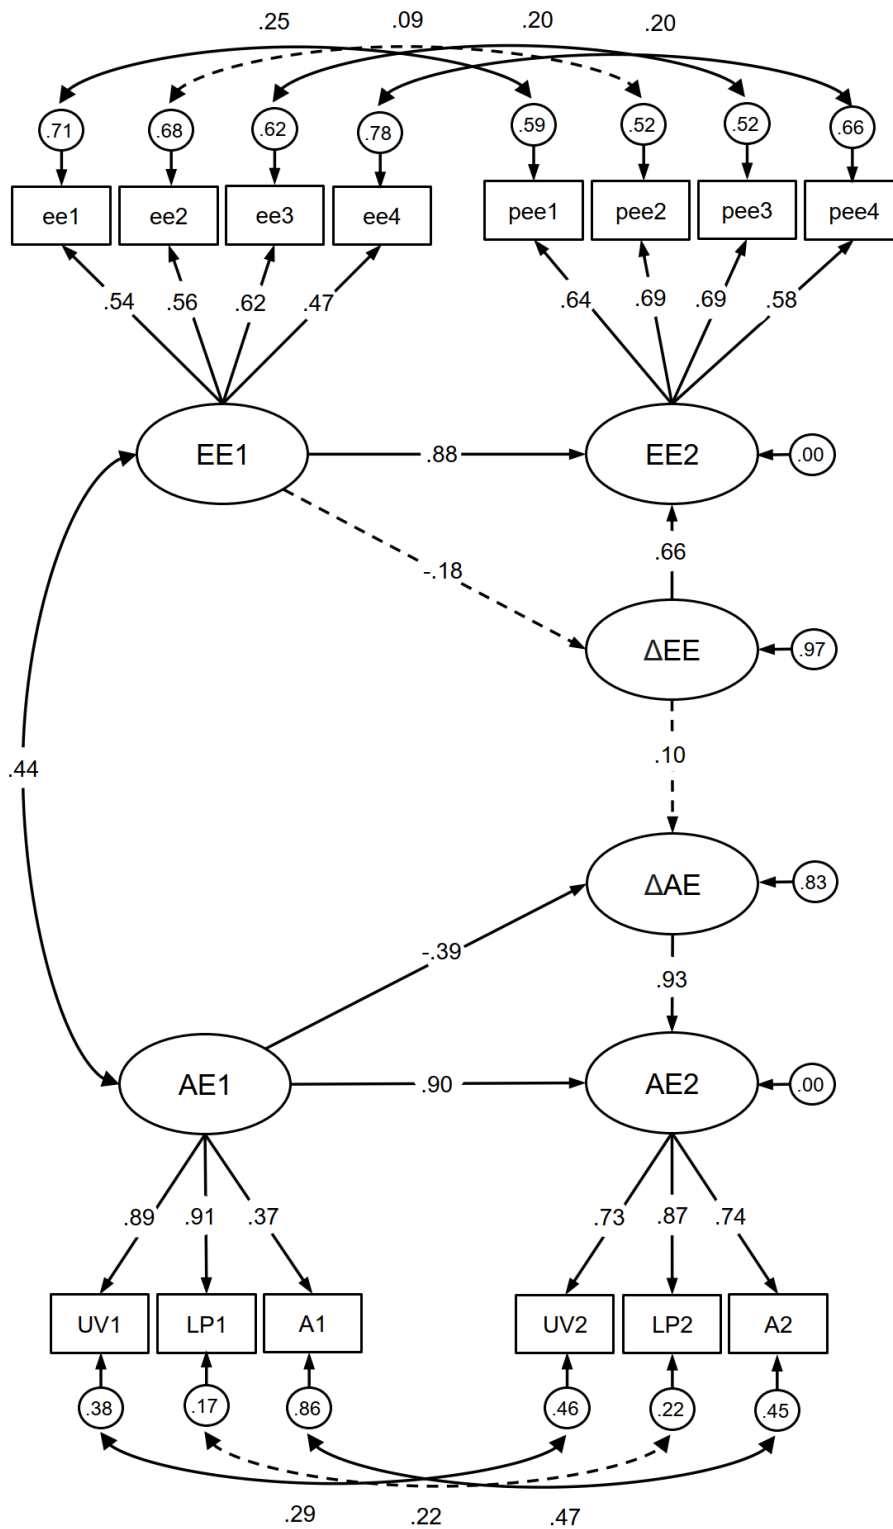 .25 .09 .20 .20
.71 .68 .62 .78 .59 .52 .52 .66
ee1 ee2 ee3 ee4 pee1 pee2 pee3 pee4
.54 .56 .62 .47 .64 .69 .69 .58
EE1 .88 EE2 .00
.66
-.18
ΔEE .97
.10
.44
ΔAE .83
-.39
.93
AE1 .90 AE2 .00
.89 .91 .37 .73 .87 .74
UV1 LP1 A1 UV2 LP2 A2
.38 .17 .86 .46 .22 .45
.29 .22 .47